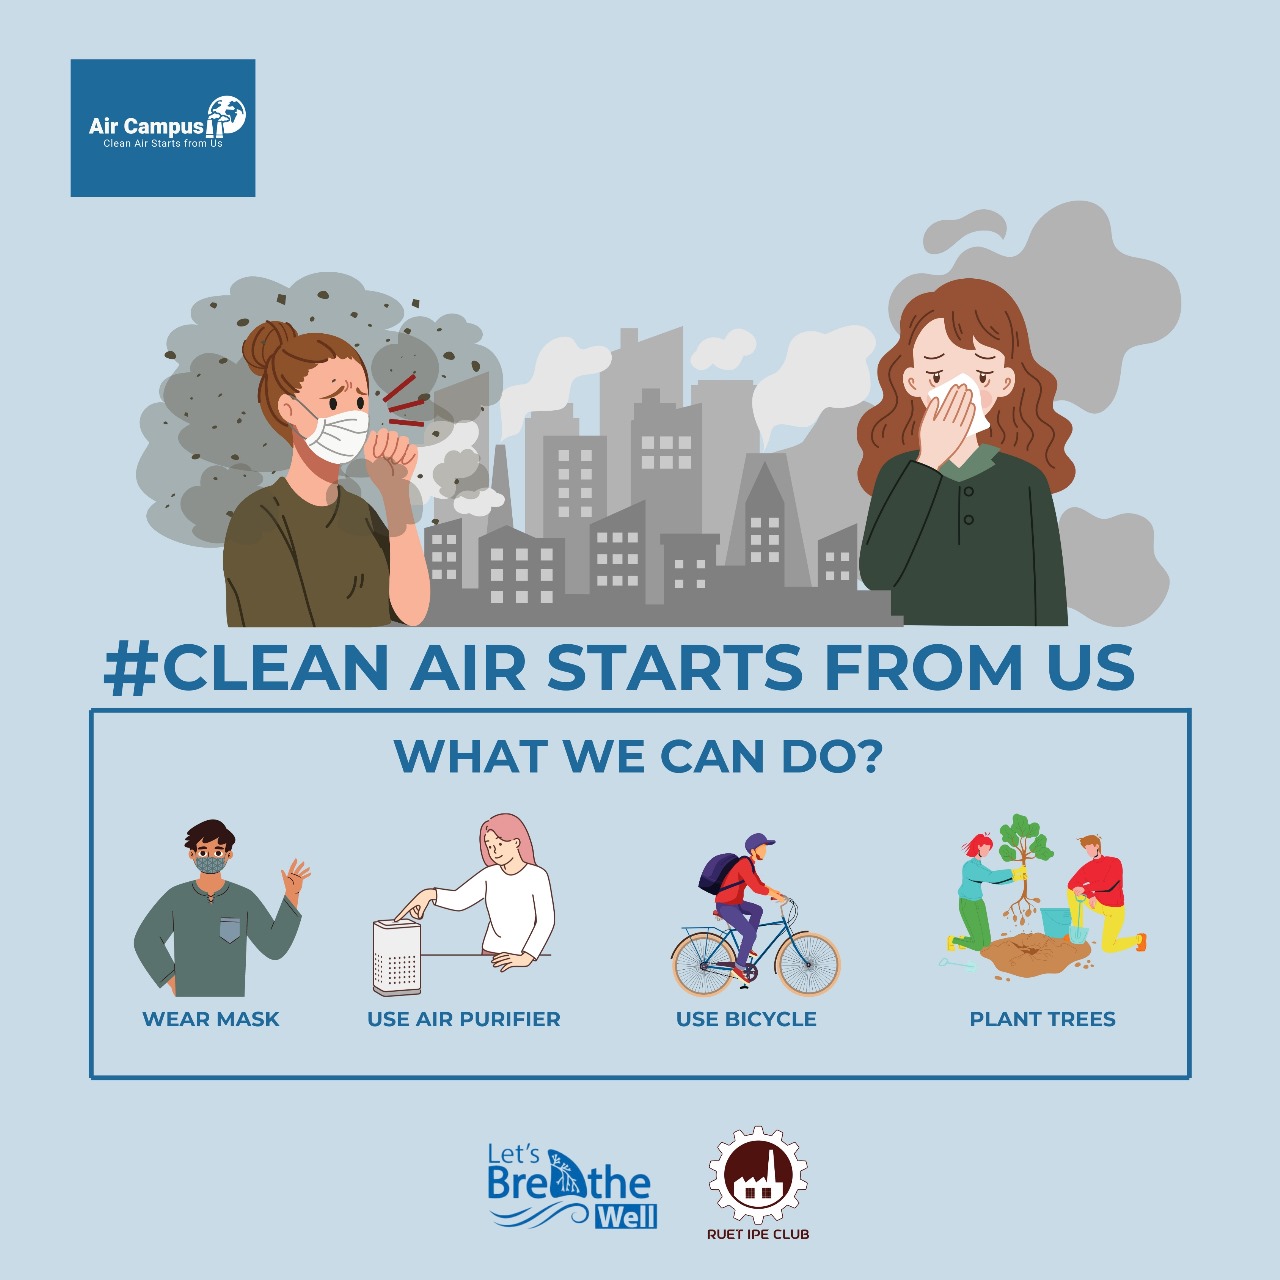 Air Campus
Clean Air Starts from Us
#CLEAN AIR STARTS FROM US
WHAT WE CAN DO?
WEAR MASK
USE AIR PURIFIER
USE BICYCLE
PLANT TREES
Let's
Breathe
Well
RUET IPE CLUB